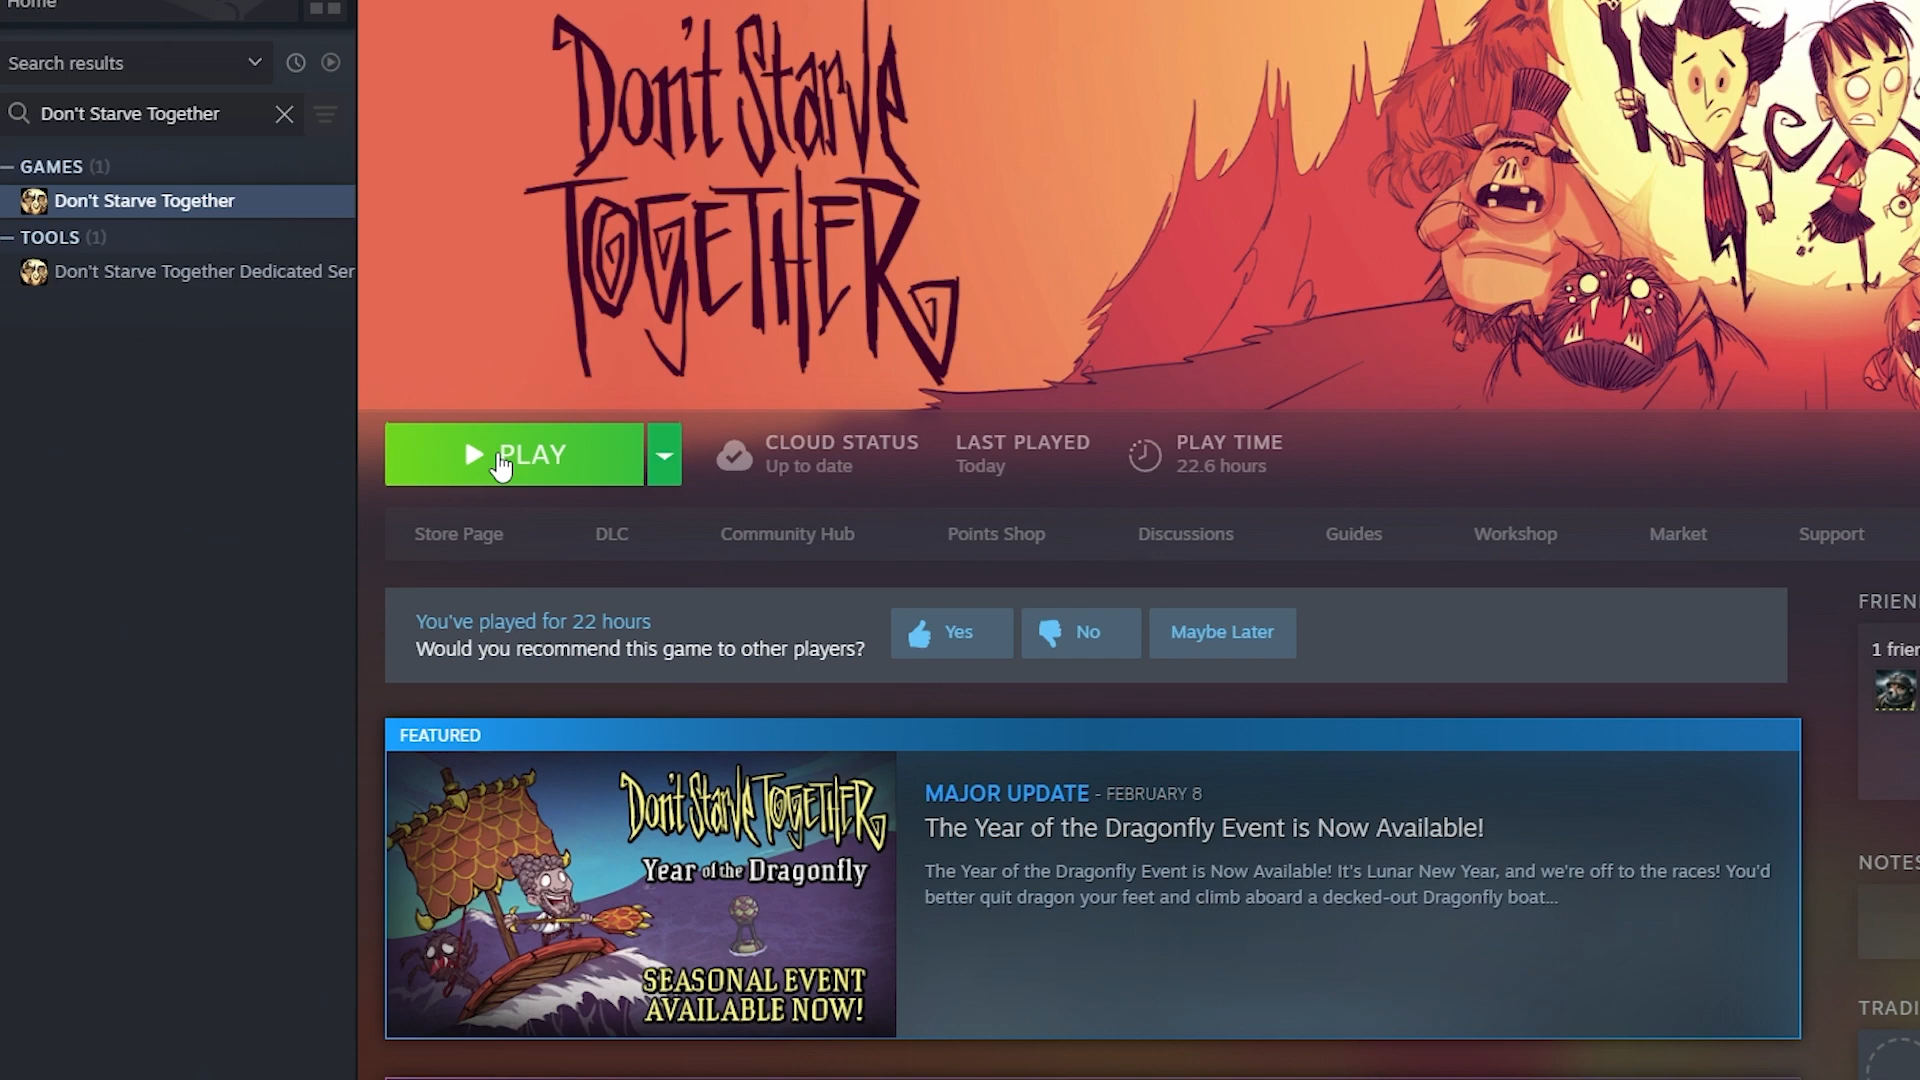 Home
Search results
Don't Starve Together
GAMES (1)
Don't Starve Together
TOOLS (1)
Don't Starve Together Dedicated Ser
Don't Starve
TOGETHER
PLAY
CLOUD STATUS
Up to date
LAST PLAYED
Today
PLAY TIME
22.6 hours
Store Page
DLC
Community Hub
Points Shop
Discussions
Guides
Workshop
Market
Support
You've played for 22 hours
Would you recommend this game to other players?
Yes
No
Maybe Later
FEATURED
Don't Starve TOGETHER
Year of the Dragonfly
SEASONAL EVENT
AVAILABLE NOW!
MAJOR UPDATE - FEBRUARY 8
The Year of the Dragonfly Event is Now Available!
The Year of the Dragonfly Event is Now Available! It's Lunar New Year, and we're off to the races! You'd
better quit dragon your feet and climb aboard a decked-out Dragonfly boat...
FRIEN
1 frier
NOTES
TRADI